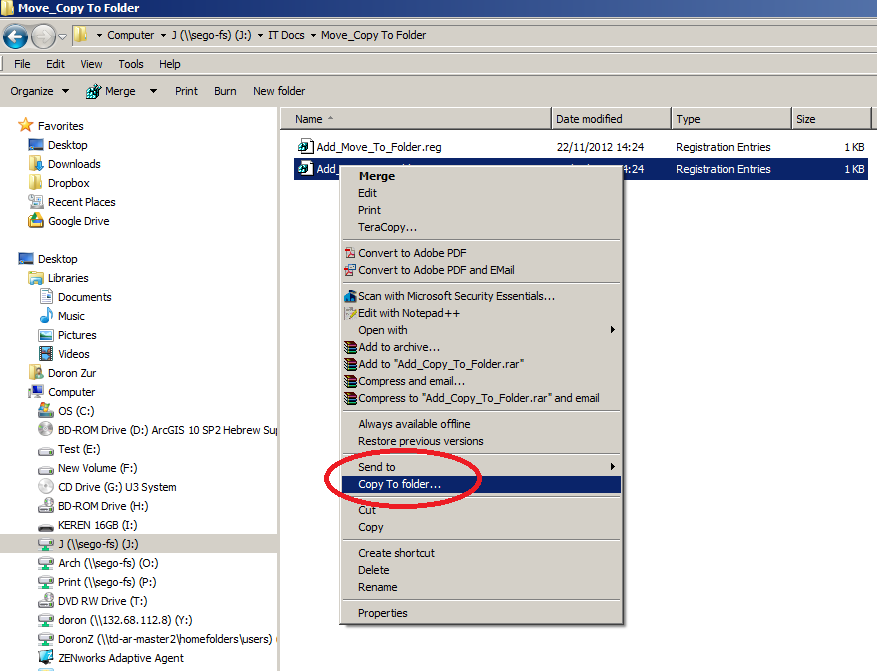 Move_Copy To Folder
Computer J (\\sego-fs) (J:) IT Docs Move_Copy To Folder
File Edit View Tools Help
Organize Merge Print Burn New folder
Favorites
Desktop
Downloads
Dropbox
Recent Places
Google Drive
Desktop
Libraries
Documents
Music
Pictures
Videos
Doron Zur
Computer
OS (C:)
BD-ROM Drive (D:) ArcGIS 10 SP2 Hebrew Sup
Test (E:)
New Volume (F:)
CD Drive (G:) U3 System
BD-ROM Drive (H:)
KEREN 16GB (I:)
J (\\sego-fs) (J:)
Arch (\\sego-fs) (O:)
Print (\\sego-fs) (P:)
DVD RW Drive (T:)
doron (\\132.68.112.8) (Y:)
DoronZ (\\td-ar-master2\homefolders\users) (
ZENworks Adaptive Agent
Name Date modified Type Size
Add_Move_To_Folder.reg 22/11/2012 14:24 Registration Entries 1 KB
Add_ 4:24 Registration Entries 1 KB
Merge
Edit
Print
TeraCopy...
Convert to Adobe PDF
Convert to Adobe PDF and EMail
Scan with Microsoft Security Essentials...
Edit with Notepad++
Open with
Add to archive...
Add to "Add_Copy_To_Folder.rar"
Compress and email...
Compress to "Add_Copy_To_Folder.rar" and email
Always available offline
Restore previous versions
Send to
Copy To folder...
Cut
Copy
Create shortcut
Delete
Rename
Properties